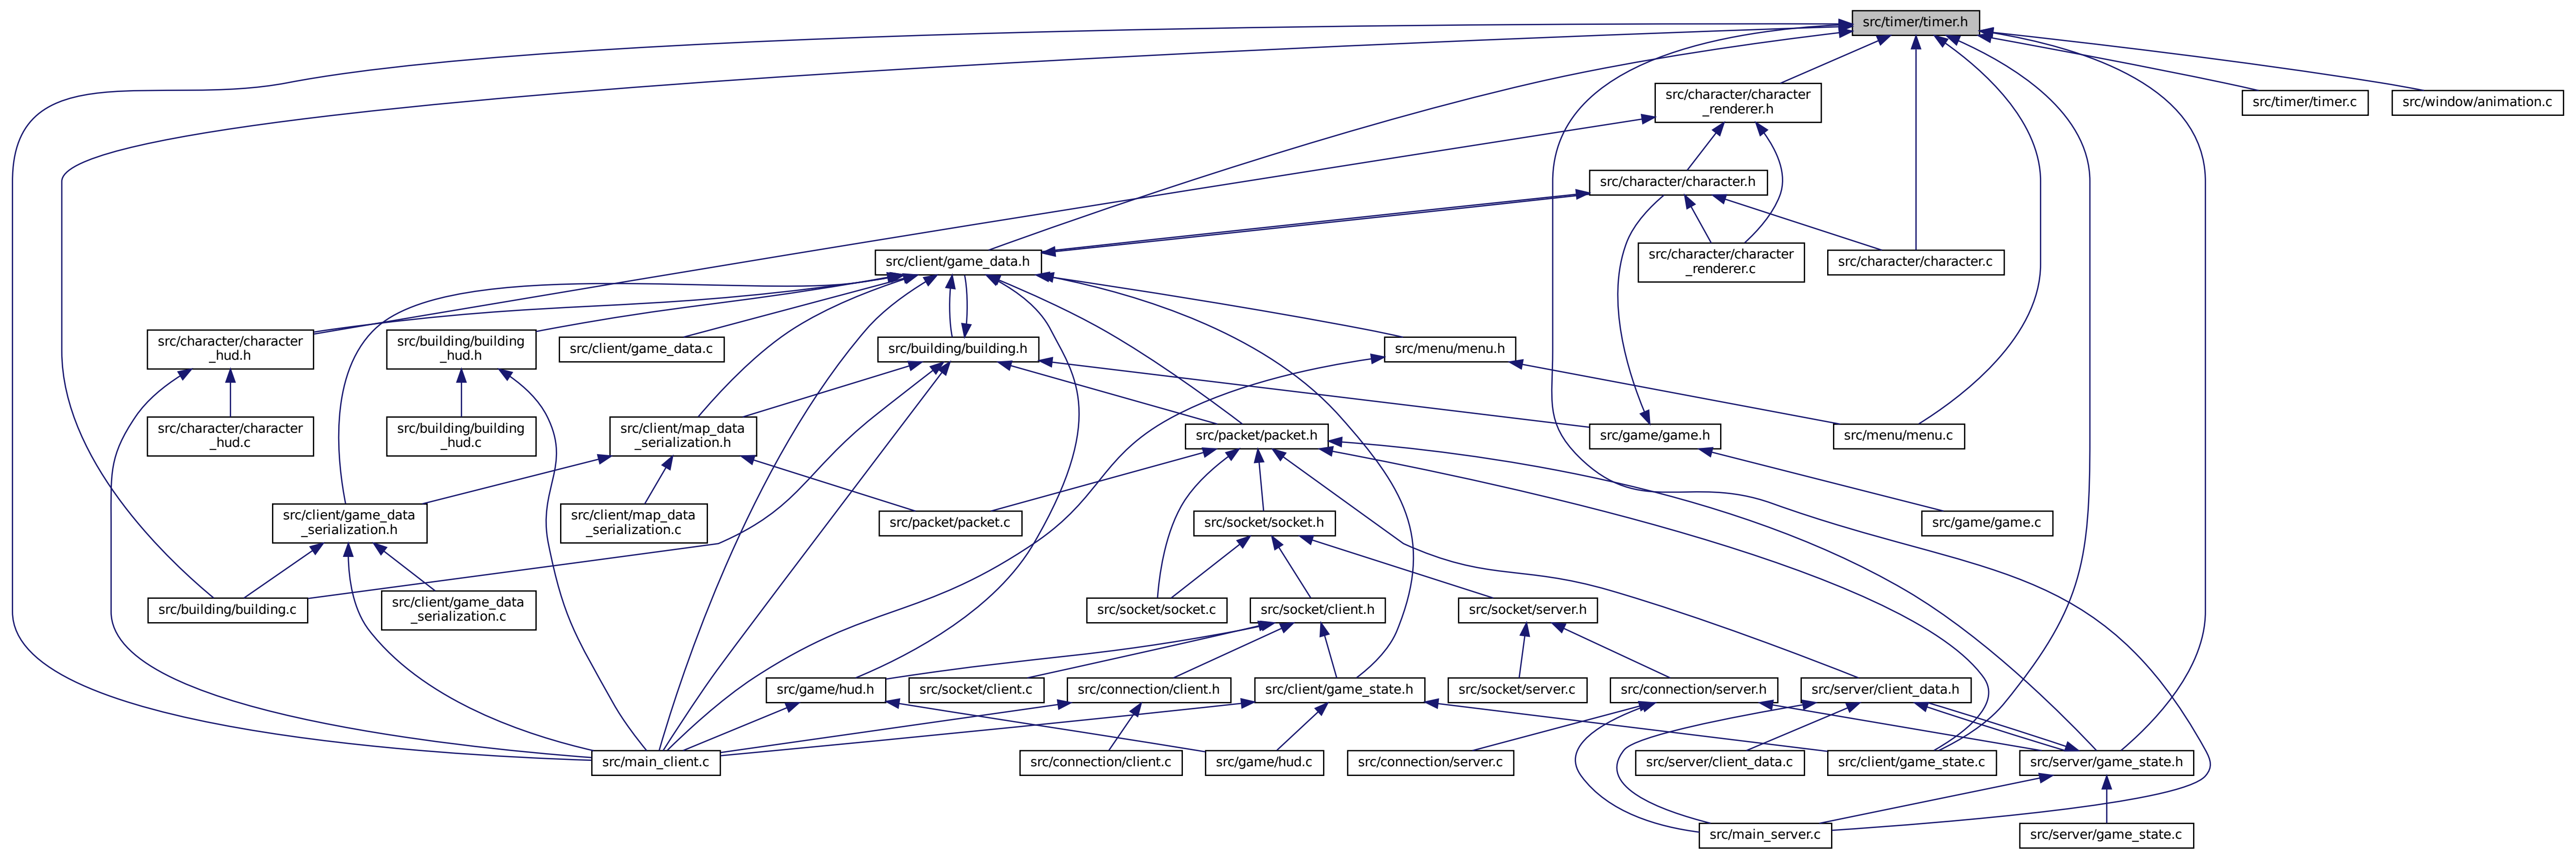 src/timer/timer.h
src/character/character
_renderer.h
src/timer/timer.c
src/window/animation.c
src/character/character.h
src/client/game_data.h
src/character/character
_renderer.c
src/character/character.c
src/character/character
_hud.h
src/building/building
_hud.h
src/client/game_data.c
src/building/building.h
src/menu/menu.h
src/character/character
_hud.c
src/building/building
_hud.c
src/client/map_data
_serialization.h
src/packet/packet.h
src/game/game.h
src/menu/menu.c
src/client/game_data
_serialization.h
src/client/map_data
_serialization.c
src/packet/packet.c
src/socket/socket.h
src/game/game.c
src/building/building.c
src/client/game_data
_serialization.c
src/socket/socket.c
src/socket/client.h
src/socket/server.h
src/game/hud.h
src/socket/client.c
src/connection/client.h
src/client/game_state.h
src/socket/server.c
src/connection/server.h
src/server/client_data.h
src/main_client.c
src/connection/client.c
src/game/hud.c
src/connection/server.c
src/server/client_data.c
src/client/game_state.c
src/server/game_state.h
src/main_server.c
src/server/game_state.c